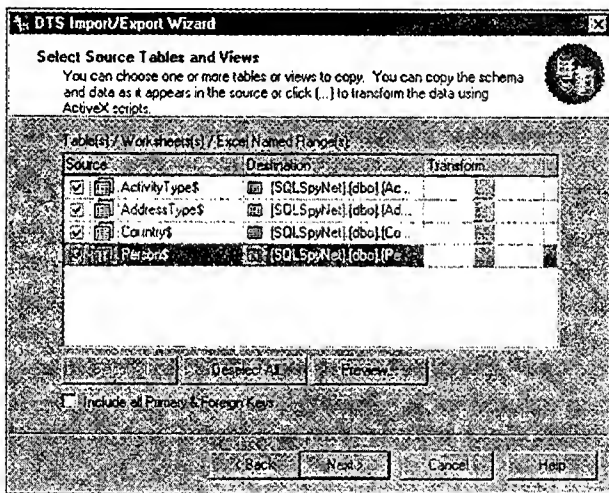 DTS Import/Export Wizard
Select Source Tables and Views
You can choose one or more tables or views to copy. You can copy the schema
and data as it appears in the source or click (...) to transform the data using
ActiveX scripts.
Table(s) / Worksheets(s) / Excel Named Range(s):
Source Destination Transform
ActivityType$ [SQLSpyNet].[dbo].[Ac...
AddressType$ [SQLSpyNet].[dbo].[Ad...
Country$ [SQLSpyNet].[dbo].[Co...
Person$ [SQLSpyNet].[dbo].[Pe
Deselect All Preview...
Include all Primary & Foreign Keys
< Back Next > Cancel Help